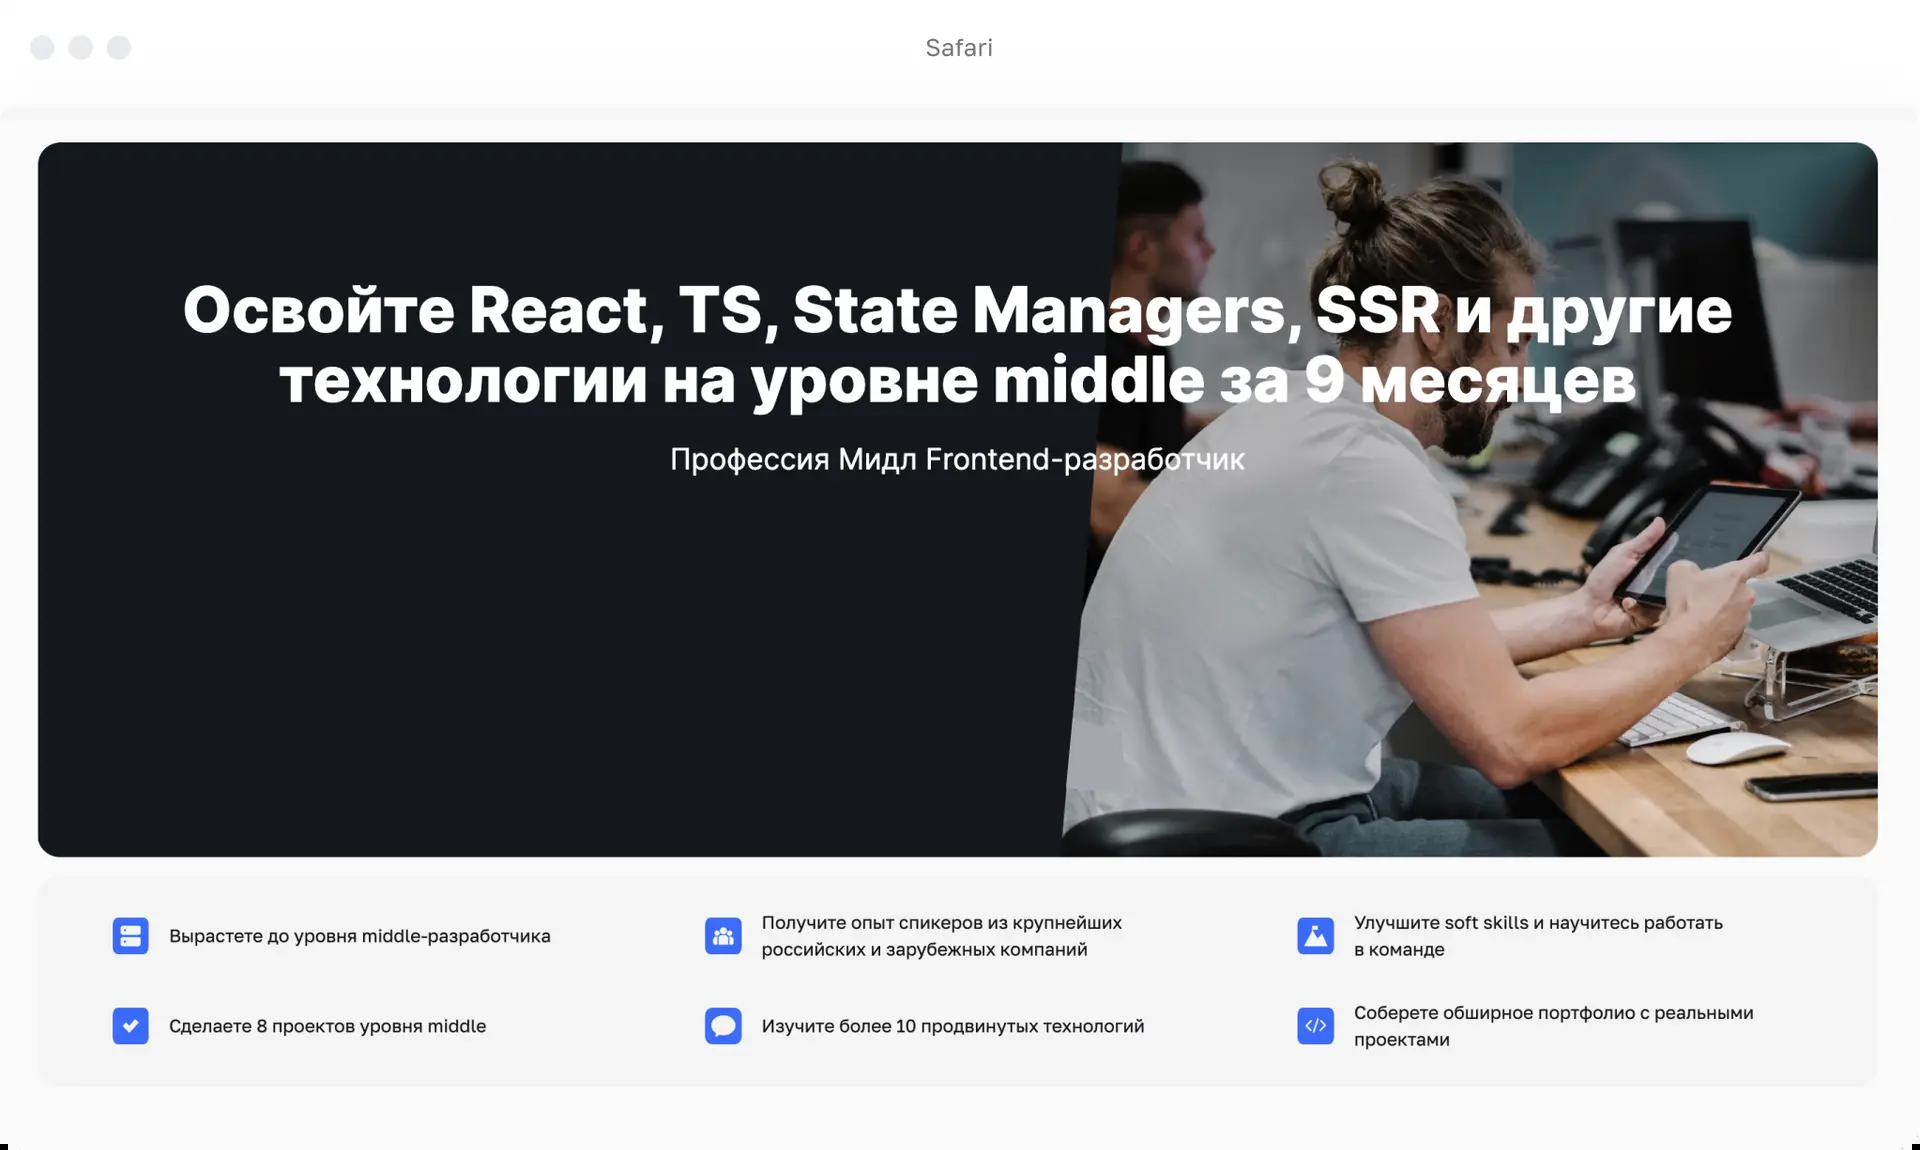 Safari
Освойте React, TS, State Managers, SSR и другие
технологии на уровне middle за 9 месяцев
Профессия Мидл Frontend-разработчик
Вырастете до уровня middle-разработчика
Получите опыт спикеров из крупнейших
российских и зарубежных компаний
Улучшите soft skills и научитесь работать
в команде
Сделаете 8 проектов уровня middle
Изучите более 10 продвинутых технологий
Соберете обширное портфолио с реальными
проектами